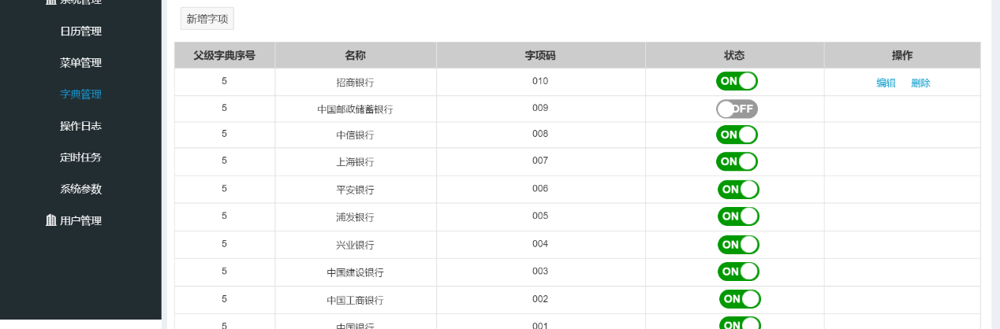 系统管理
日历管理
菜单管理
字典管理
操作日志
定时任务
系统参数
用户管理
新增字项
父级字典序号 名称 字项码 状态 操作
5 招商银行 010 ON 编辑 删除
5 中国邮政储蓄银行 009 OFF
5 中信银行 008 ON
5 上海银行 007 ON
5 平安银行 006 ON
5 浦发银行 005 ON
5 兴业银行 004 ON
5 中国建设银行 003 ON
5 中国工商银行 002 ON
5 中国银行 001 ON